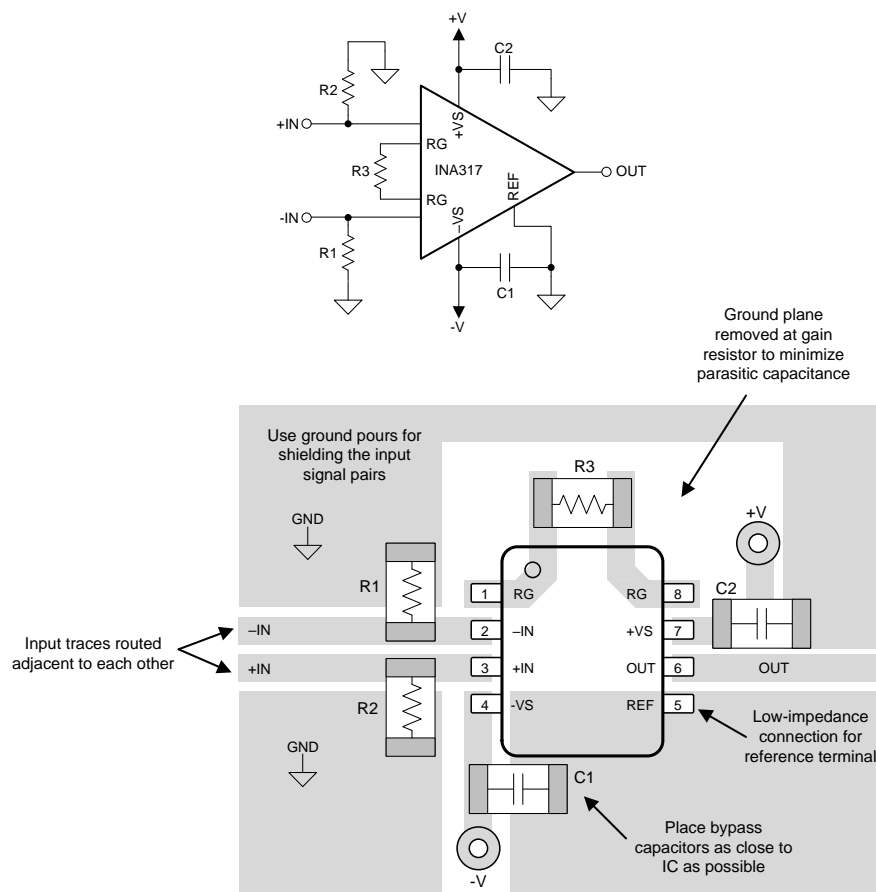 +V
C2
R2
+IN
+VS
RG
R3
INA317
OUT
RG
REF
-IN
–VS
R1
C1
-V
Ground plane
removed at gain
resistor to minimize
parasitic capacitance
Use ground pours for
shielding the input
signal pairs
R3
GND
+V
R1
C2
1 RG
RG 8
Input traces routed
adjacent to each other
–IN
2 –IN
+VS 7
+IN
3 +IN
OUT 6
OUT
R2
4 -VS
REF 5
GND
Low-impedance
connection for
reference terminal
C1
Place bypass
capacitors as close to
IC as possible
-V